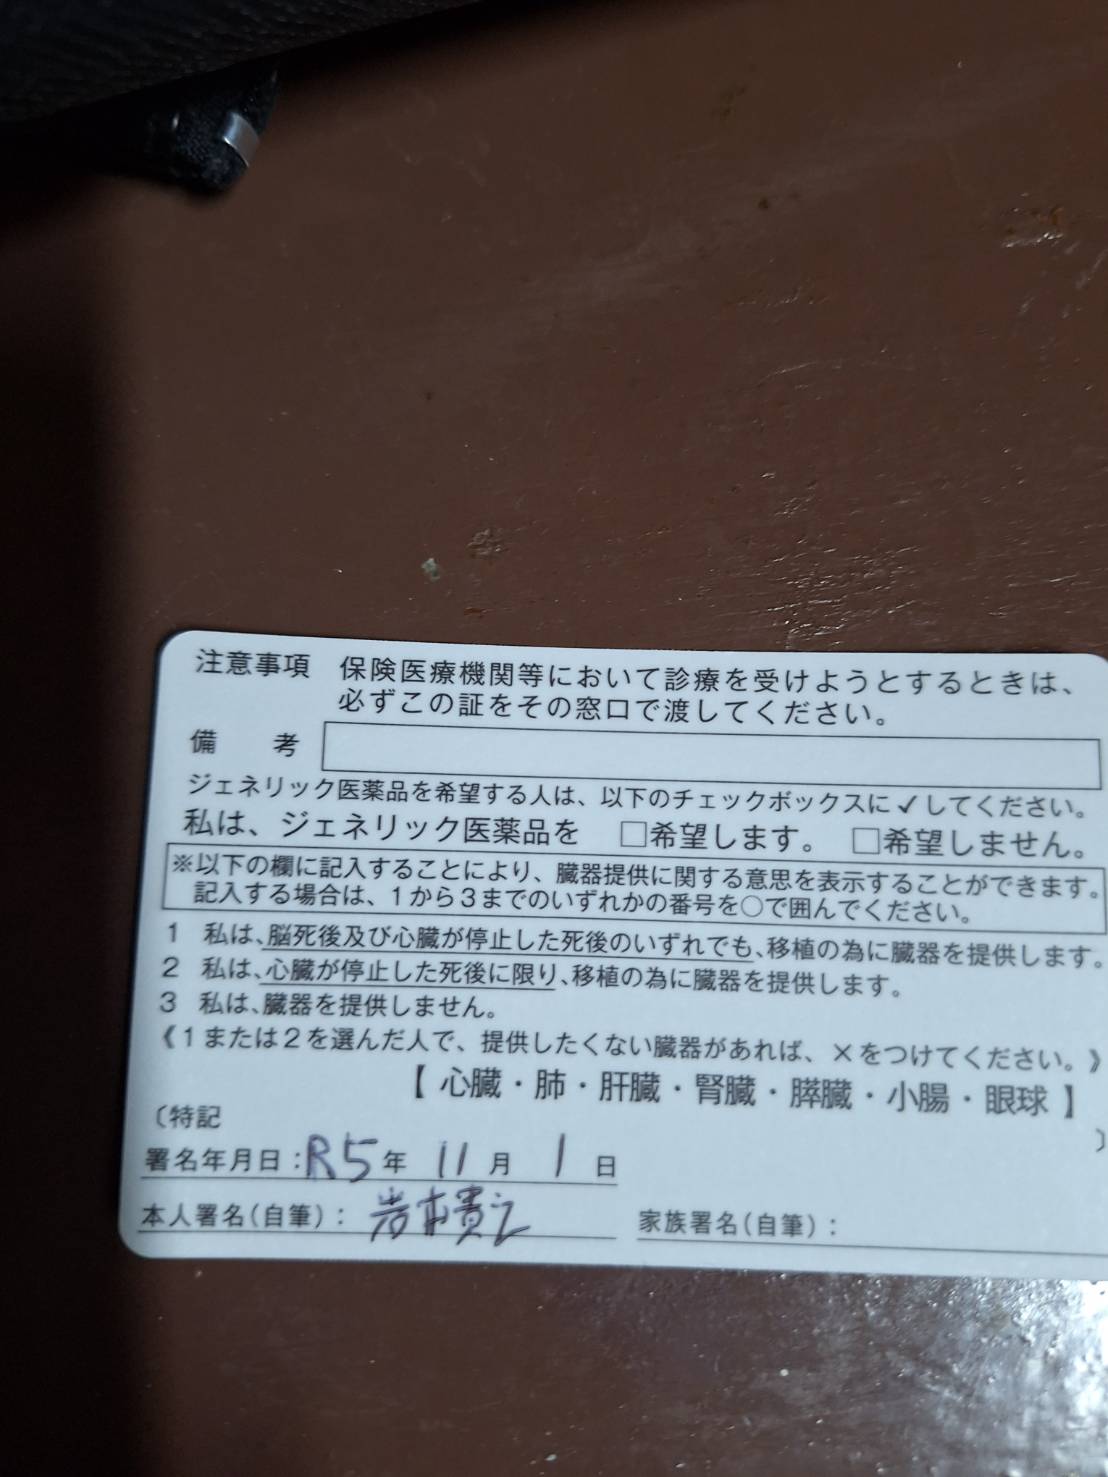 注意事項 保険医療機関等において診療を受けようとするときは、
必ずこの証をその窓口で渡してください。
備考
ジェネリック医薬品を希望する人は、以下のチェックボックスに✓してください。
私は、ジェネリック医薬品を □希望します。 □希望しません。
※以下の欄に記入することにより、臓器提供に関する意思を表示することができます。
記入する場合は、1から3までのいずれかの番号を○で囲んでください。
1 私は、脳死後及び心臓が停止した死後のいずれでも、移植の為に臓器を提供します。
2 私は、心臓が停止した死後に限り、移植の為に臓器を提供します。
3 私は、臓器を提供しません。
《1または2を選んだ人で、提供したくない臓器があれば、×をつけてください。》
【 心臓・肺・肝臓・腎臓・膵臓・小腸・眼球 】
〔特記 〕
署名年月日:R5年 11月 1日
本人署名(自筆): 岩本貴之 家族署名(自筆):